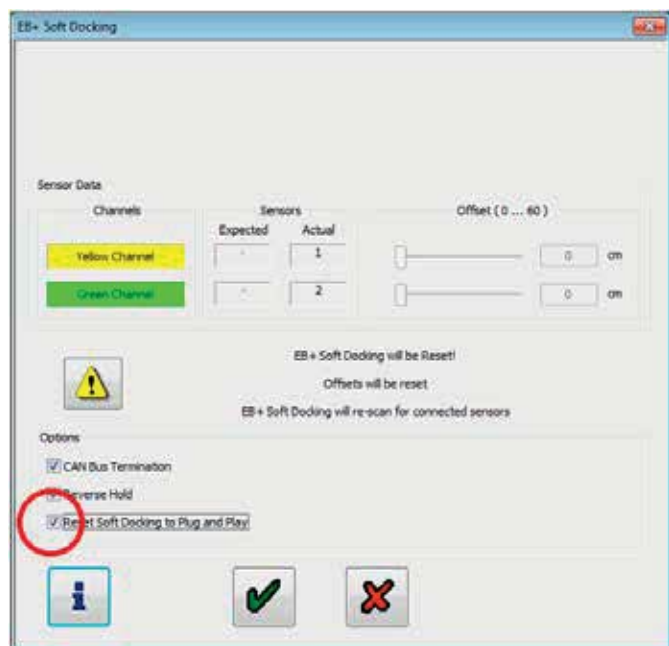 EB+ Soft Docking
Sensor Data
Channels Sensors Offset ( 0 ... 60 )
Expected Actual
Yellow Channel - 1 0 cm
Green Channel - 2 0 cm
EB+ Soft Docking will be Reset!
Offsets will be reset
EB+ Soft Docking will re-scan for connected sensors
Options
CAN Bus Termination
Reverse Hold
Reset Soft Docking to Plug and Play
i